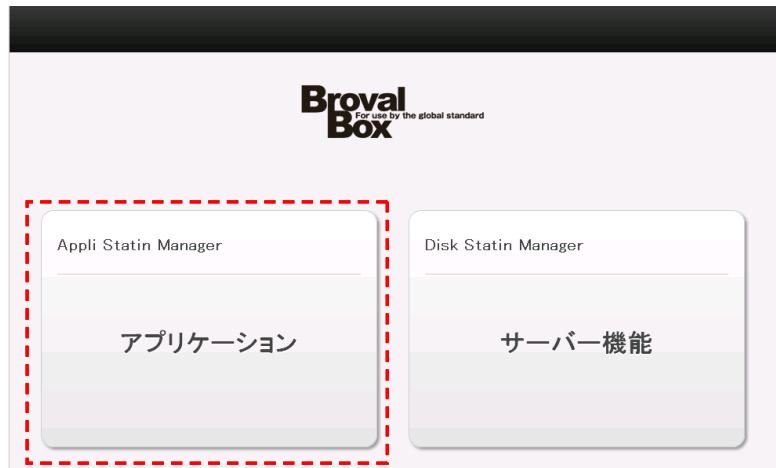 Broval
For use by the global standard
Box
Appli Statin Manager
アプリケーション
Disk Statin Manager
サーバー機能